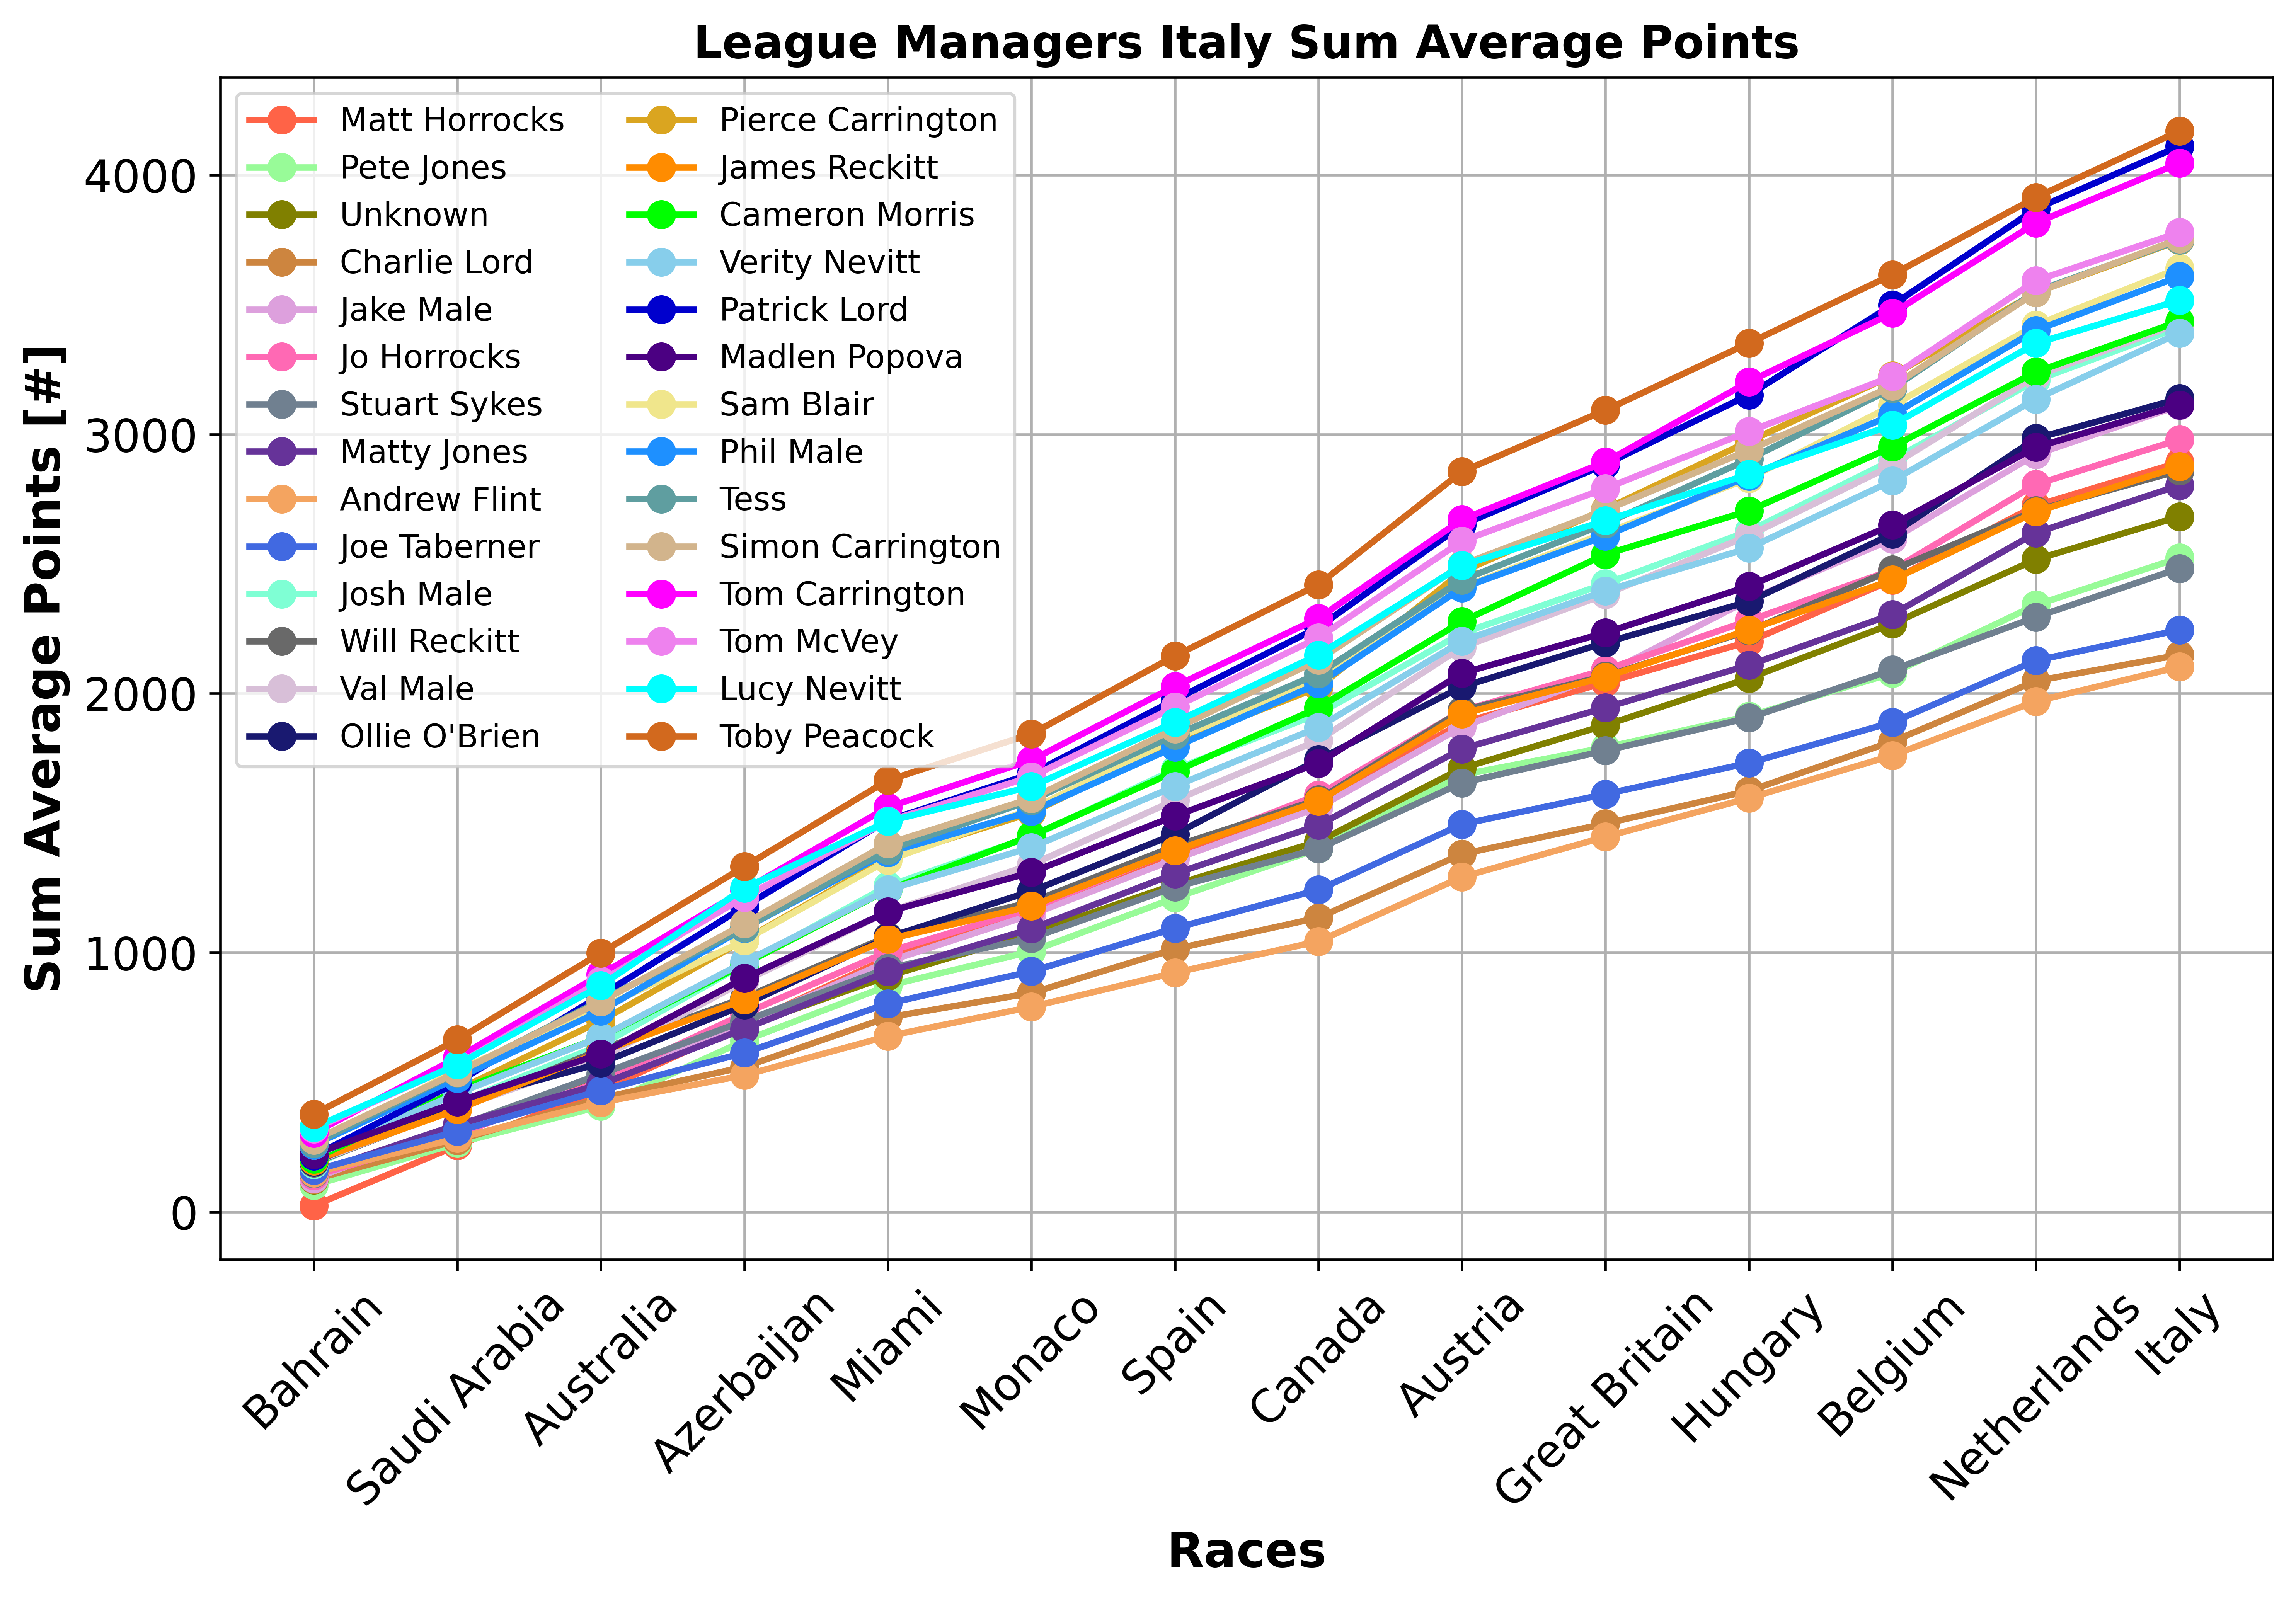 League Managers Italy Sum Average Points
Sum Average Points [#]
4000
3000
2000
1000
0
Matt Horrocks
Pete Jones
Unknown
Charlie Lord
Jake Male
Jo Horrocks
Stuart Sykes
Matty Jones
Andrew Flint
Joe Taberner
Josh Male
Will Reckitt
Val Male
Ollie O'Brien
Pierce Carrington
James Reckitt
Cameron Morris
Verity Nevitt
Patrick Lord
Madlen Popova
Sam Blair
Phil Male
Tess
Simon Carrington
Tom Carrington
Tom McVey
Lucy Nevitt
Toby Peacock
Bahrain
Saudi Arabia
Australia
Azerbaijan
Miami
Monaco
Spain
Canada
Austria
Great Britain
Hungary
Belgium
Netherlands
Italy
Races